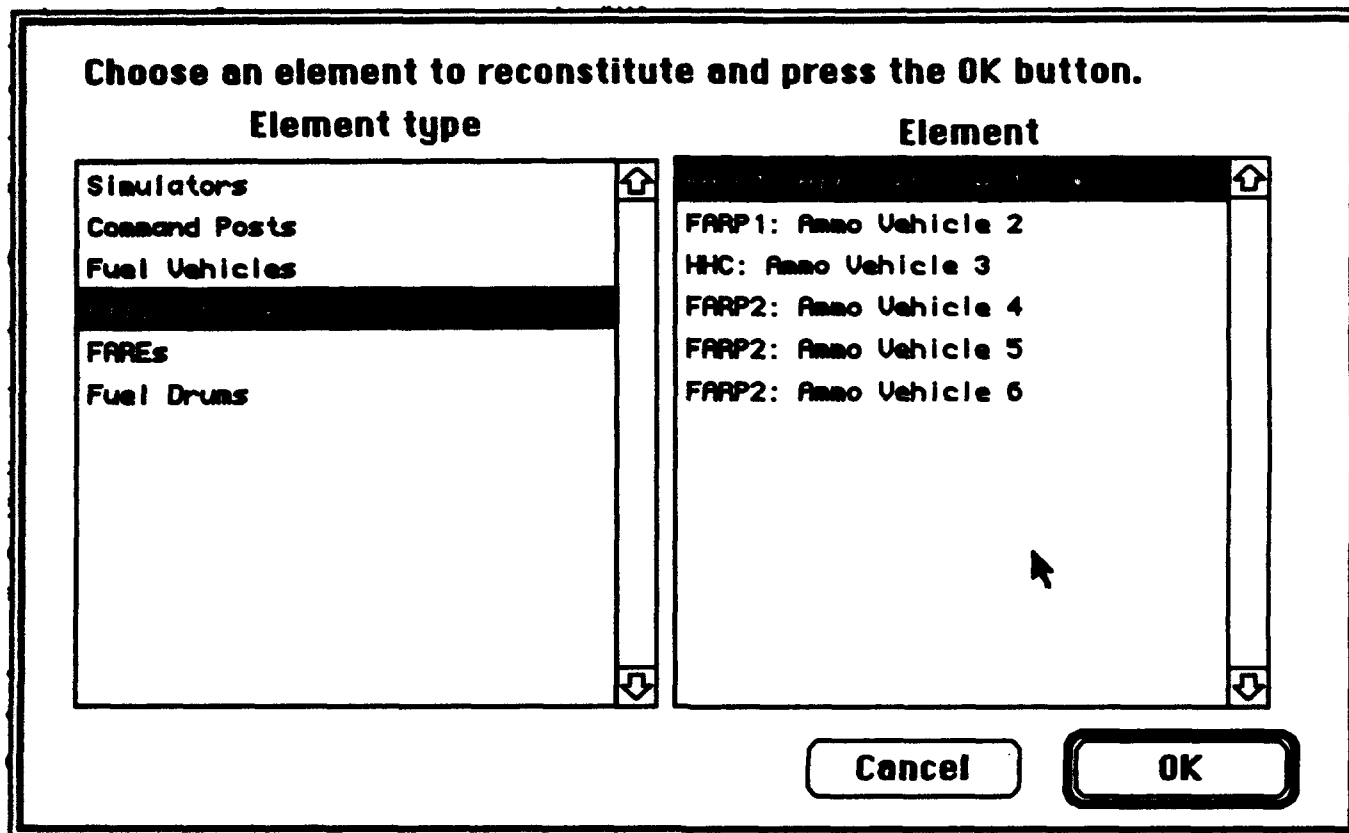 Choose an element to reconstitute and press the OK button.
Element type
Simulators
Command Posts
Fuel Vehicles
FAREs
Fuel Drums
Element
FARP1: Ammo Vehicle 2
HHC: Ammo Vehicle 3
FARP2: Ammo Vehicle 4
FARP2: Ammo Vehicle 5
FARP2: Ammo Vehicle 6
Cancel
OK